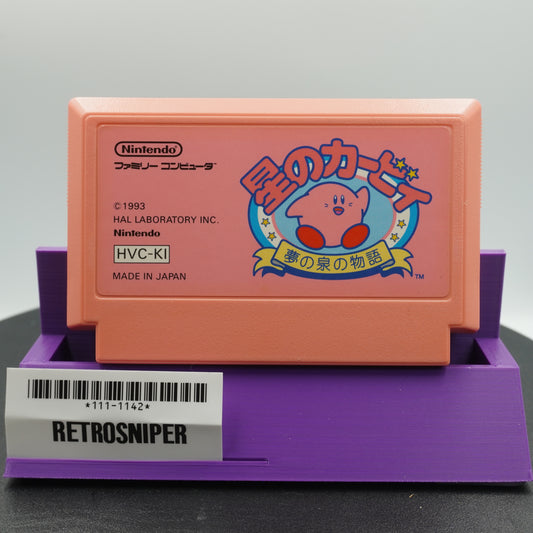 Nintendo
ファミリー コンピュータ
©1993
HAL LABORATORY INC.
Nintendo
HVC-KI
MADE IN JAPAN
星のカービィ
夢の泉の物語
TM
*111-1142*
RETROSNIPER